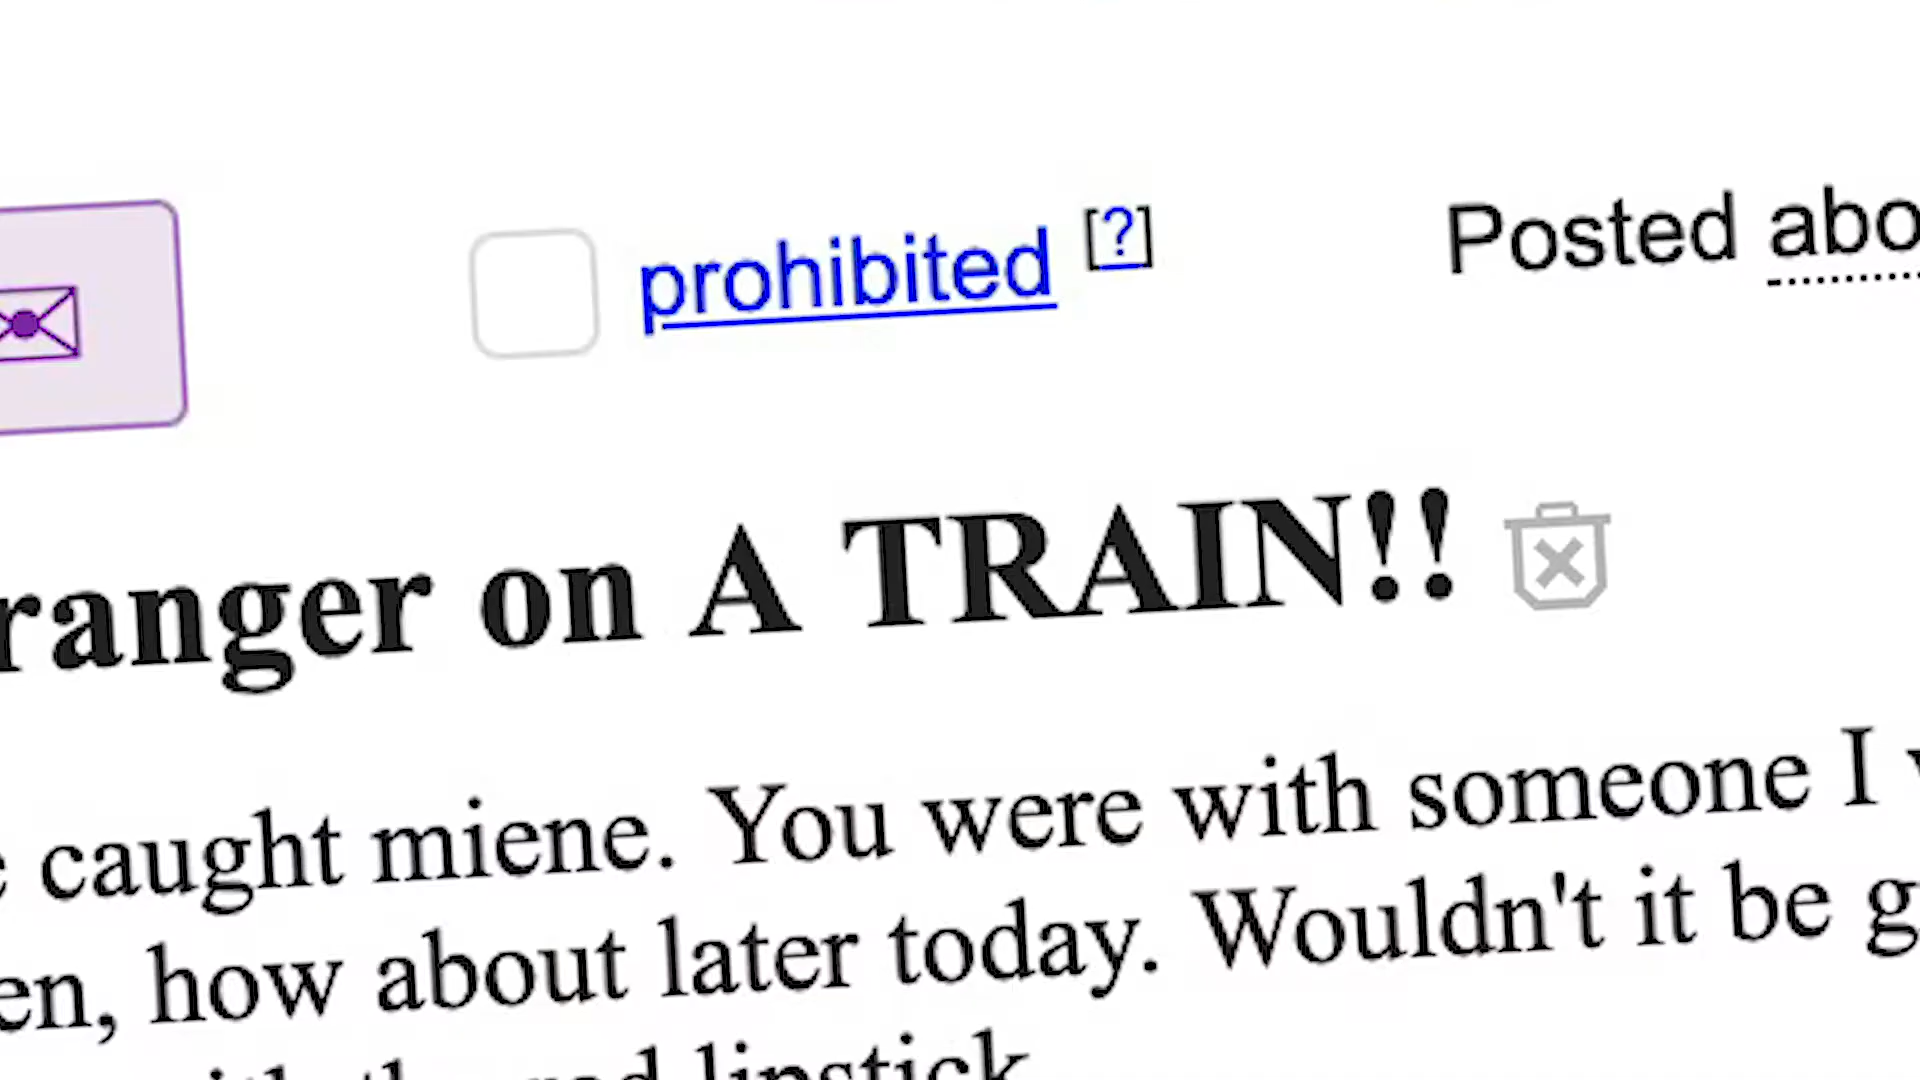 prohibited [?] Posted abo
ranger on A TRAIN!!
caught miene. You were with someone I
en, how about later today. Wouldn't it be g
lipstick